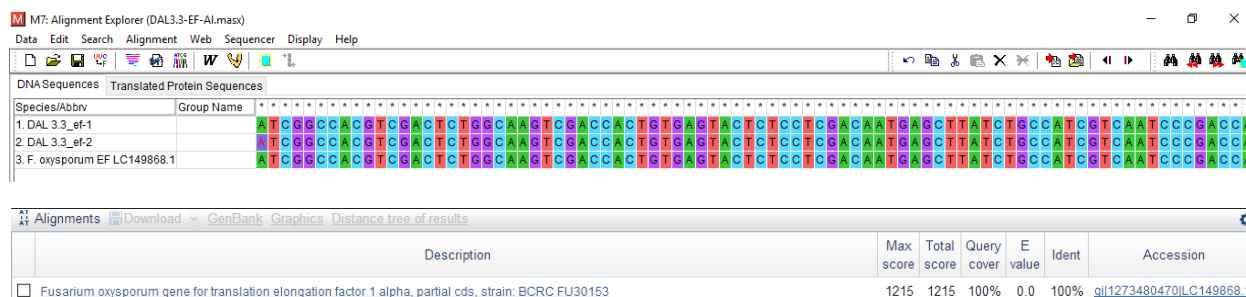 M M7: Alignment Explorer (DAL3.3-EF-AI.masx)
Data Edit Search Alignment Web Sequencer Display Help
W
DNA Sequences Translated Protein Sequences
Species/Abbrv Group Name * * * * * * * * * * * * * * * * * * * * * * * * * * * * * * * * * * * * * * * * * * * * * * * * * * * * * * * * * * * * * * * * * * * * * * * * * * * * * * * * * * * *
1. DAL 3.3_ef-1 ATCGGCCACGTCGACTCTGGCAAGTCGACCACTGTGAGTACTCTCCTCGACAATGAGCTTATCTGCCATCGTCAATCCCGACCA
2. DAL 3.3_ef-2 ATCGGCCACGTCGACTCTGGCAAGTCGACCACTGTGAGTACTCTCCTCGACAATGAGCTTATCTGCCATCGTCAATCCCGACCA
3. F. oxysporum EF LC149868.1 ATCGGCCACGTCGACTCTGGCAAGTCGACCACTGTGAGTACTCTCCTCGACAATGAGCTTATCTGCCATCGTCAATCCCGACCA
Alignments Download GenBank Graphics Distance tree of results
Description Max score Total score Query cover E value Ident Accession
Fusarium oxysporum gene for translation elongation factor 1 alpha, partial cds, strain: BCRC FU30153 1215 1215 100% 0.0 100% gi|1273480470|LC149868.